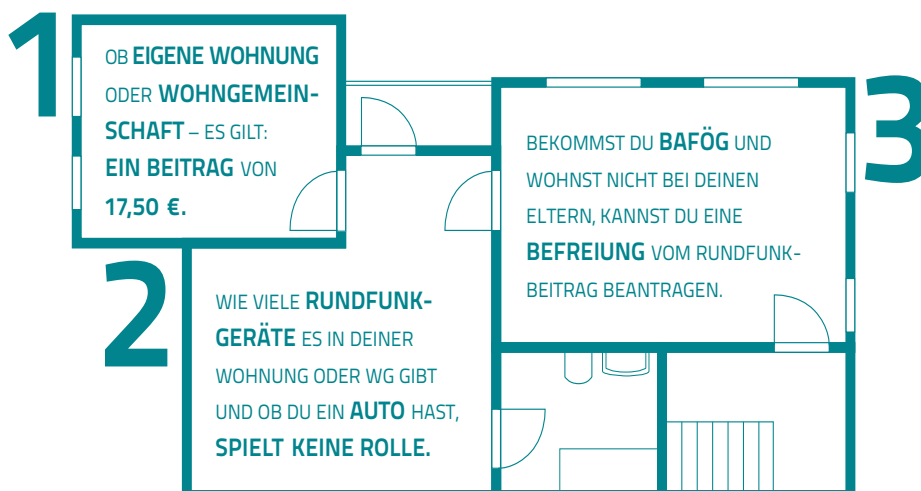 1
OB EIGENE WOHNUNG
ODER WOHNGEMEIN-
SCHAFT – ES GILT:
EIN BEITRAG VON
17,50 €.
2
WIE VIELE RUNDFUNK-
GERÄTE ES IN DEINER
WOHNUNG ODER WG GIBT
UND OB DU EIN AUTO HAST,
SPIELT KEINE ROLLE.
3
BEKOMMST DU BAFÖG UND
WOHNST NICHT BEI DEINEN
ELTERN, KANNST DU EINE
BEFREIUNG VOM RUNDFUNK-
BEITRAG BEANTRAGEN.